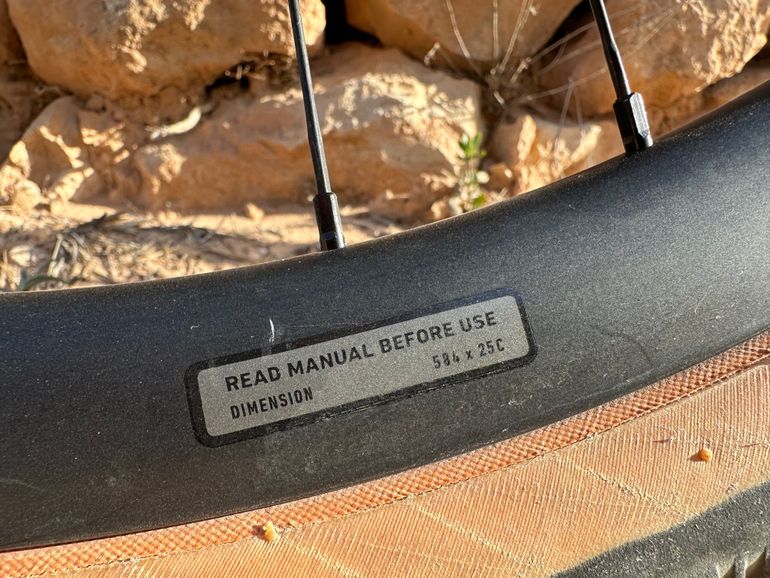 READ MANUAL BEFORE USE
DIMENSION 584 x 25C